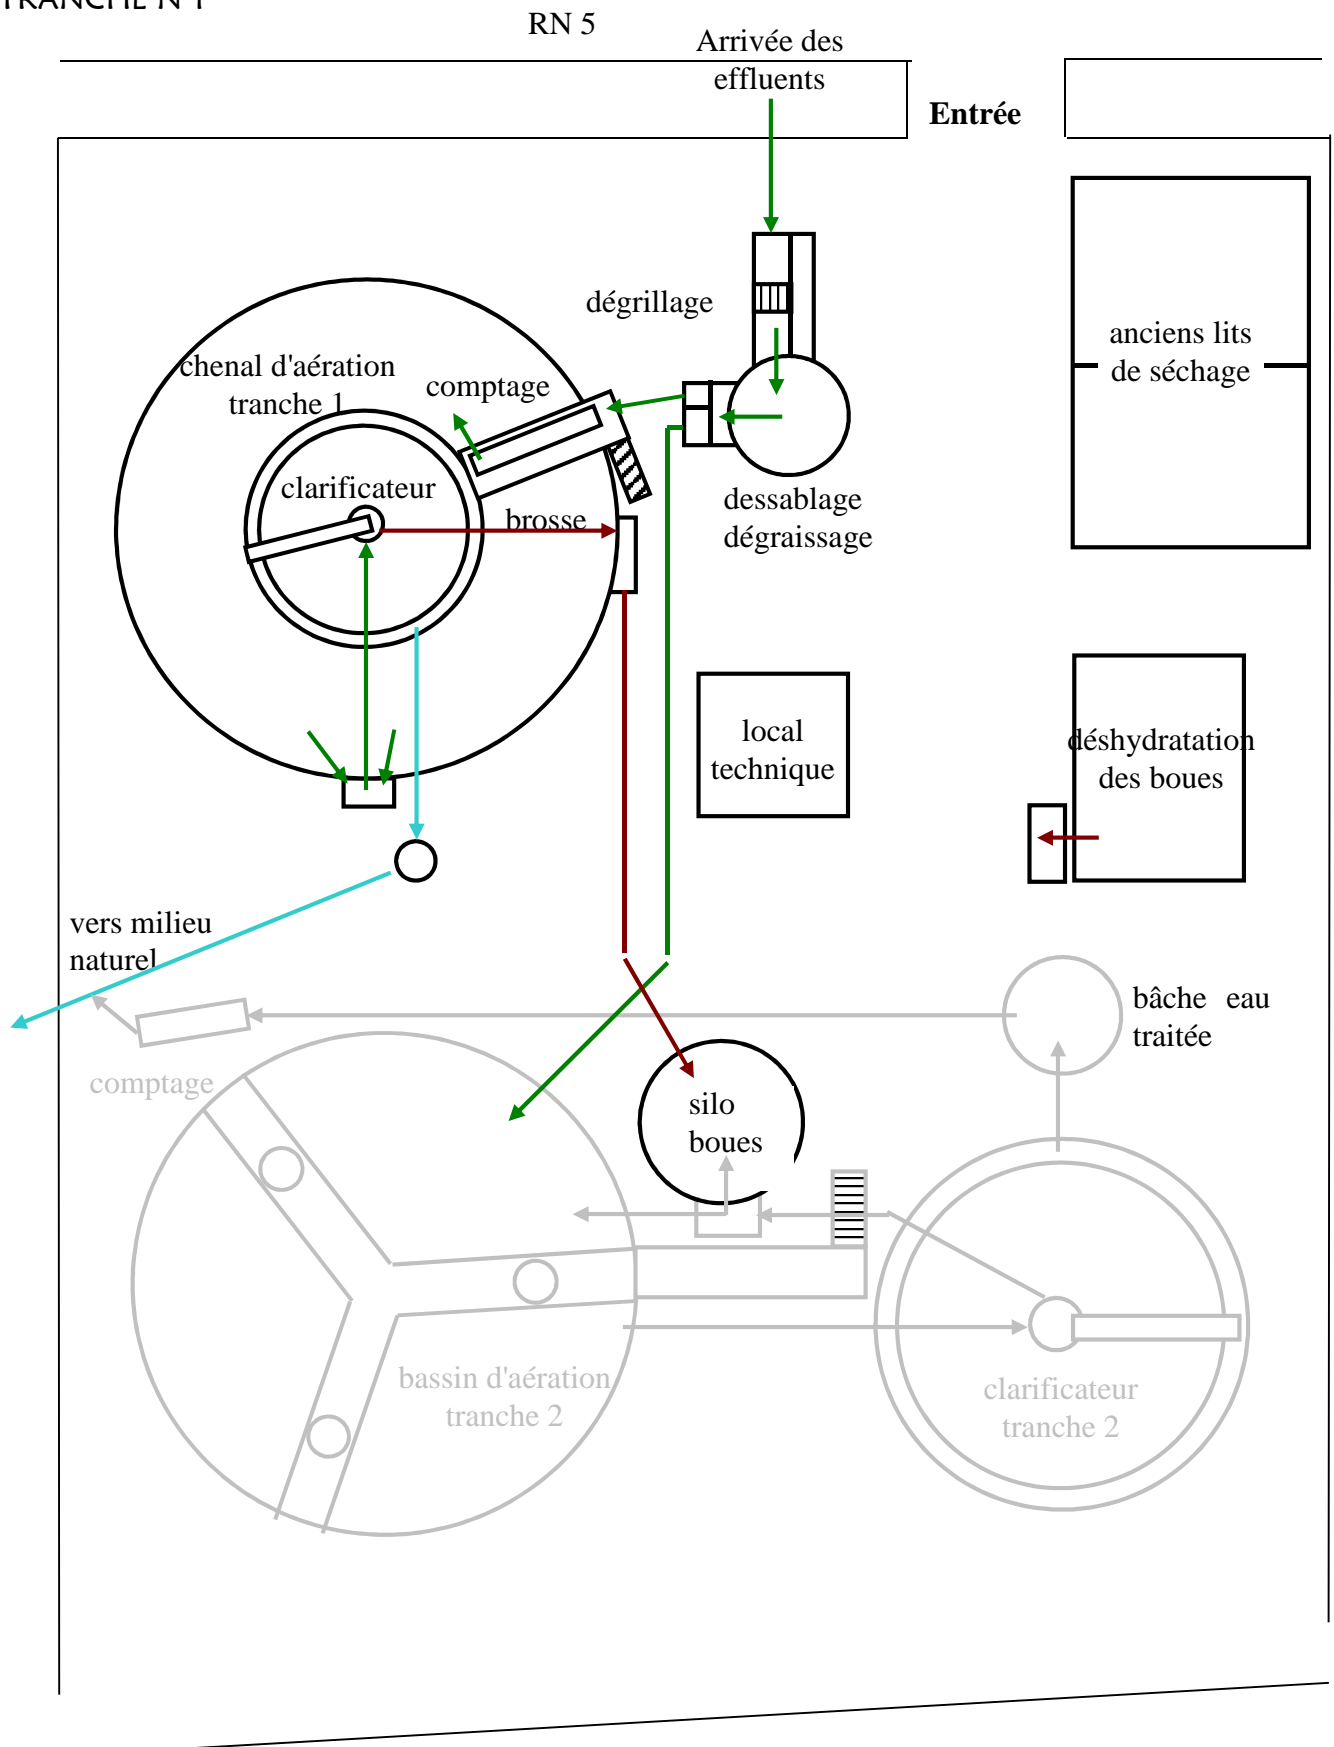 TRANCHE N°1
RN 5
Arrivée des
effluents
Entrée
dégrillage
anciens lits
de séchage
chenal d'aération
tranche 1
comptage
clarificateur
brosse
dessablage
dégraissage
local
technique
déshydratation
des boues
vers milieu
naturel
bâche eau
traitée
comptage
silo
boues
bassin d'aération
tranche 2
clarificateur
tranche 2